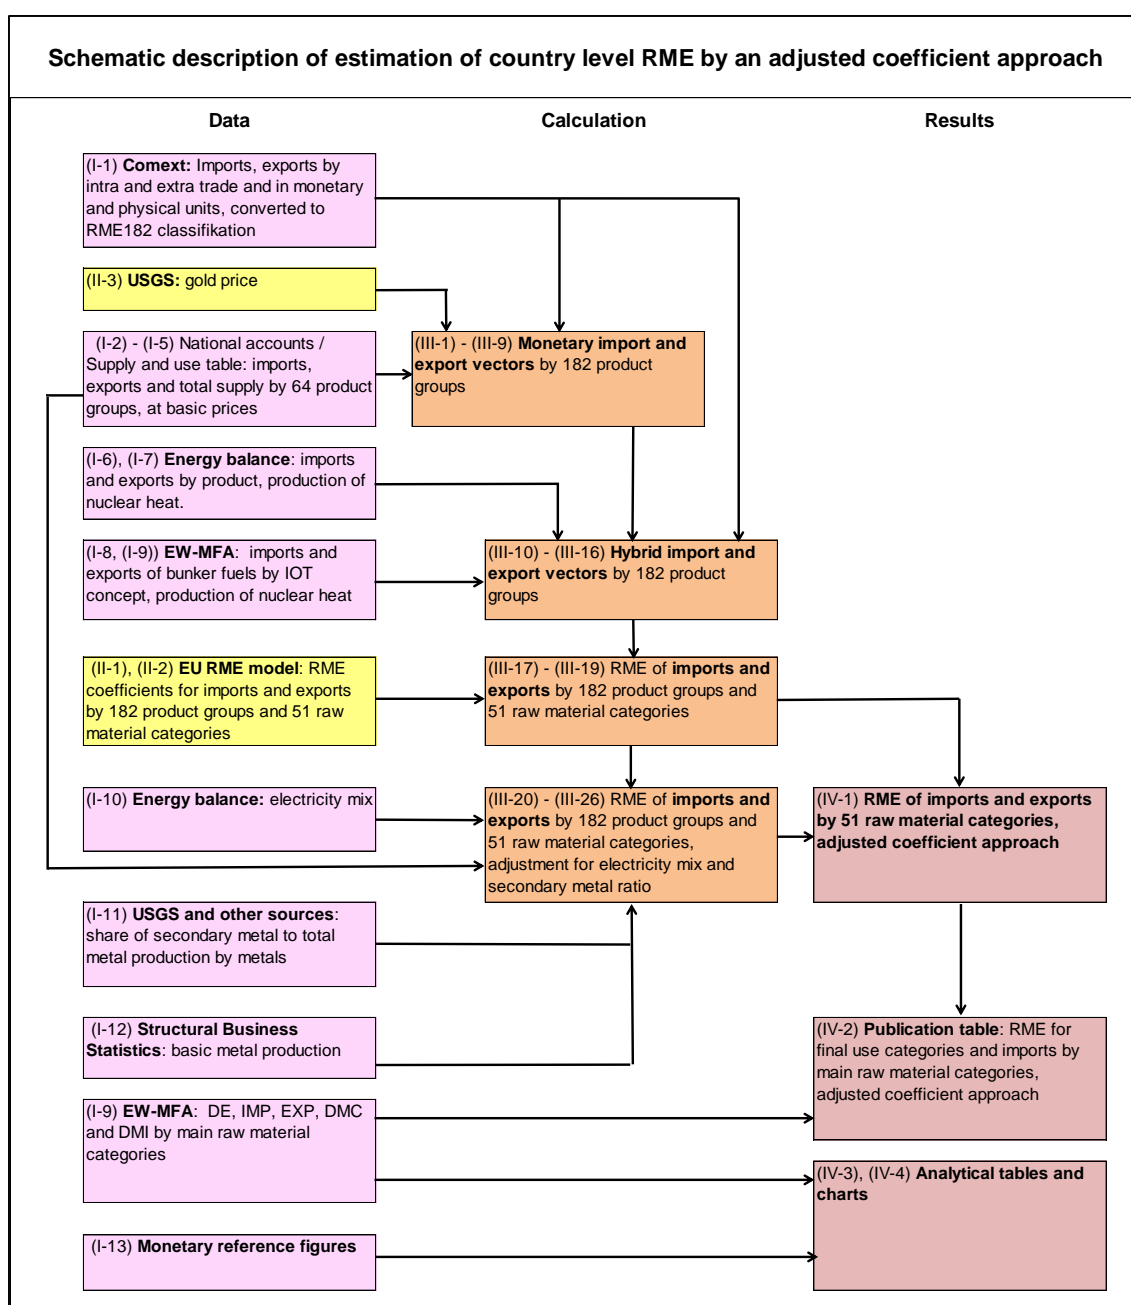 Schematic description of estimation of country level RME by an adjusted coefficient approach
Data
Calculation
Results
(I-1) Comext: Imports, exports by
intra and extra trade and in monetary
and physical units, converted to
RME182 classifikation
(II-3) USGS: gold price
(I-2) - (I-5) National accounts /
Supply and use table: imports,
exports and total supply by 64 product
groups, at basic prices
(III-1) - (III-9) Monetary import and
export vectors by 182 product
groups
(I-6), (I-7) Energy balance: imports
and exports by product, production of
nuclear heat.
(I-8, (I-9)) EW-MFA: imports and
exports of bunker fuels by IOT
concept, production of nuclear heat
(III-10) - (III-16) Hybrid import and
export vectors by 182 product
groups
(II-1), (II-2) EU RME model: RME
coefficients for imports and exports
by 182 product groups and 51 raw
material categories
(III-17) - (III-19) RME of imports and
exports by 182 product groups and
51 raw material categories
(I-10) Energy balance: electricity mix
(III-20) - (III-26) RME of imports and
exports by 182 product groups and
51 raw material categories,
adjustment for electricity mix and
secondary metal ratio
(IV-1) RME of imports and exports
by 51 raw material categories,
adjusted coefficient approach
(I-11) USGS and other sources:
share of secondary metal to total
metal production by metals
(I-12) Structural Business
Statistics: basic metal production
(IV-2) Publication table: RME for
final use categories and imports by
main raw material categories,
adjusted coefficient approach
(I-9) EW-MFA: DE, IMP, EXP, DMC
and DMI by main raw material
categories
(IV-3), (IV-4) Analytical tables and
charts
(I-13) Monetary reference figures